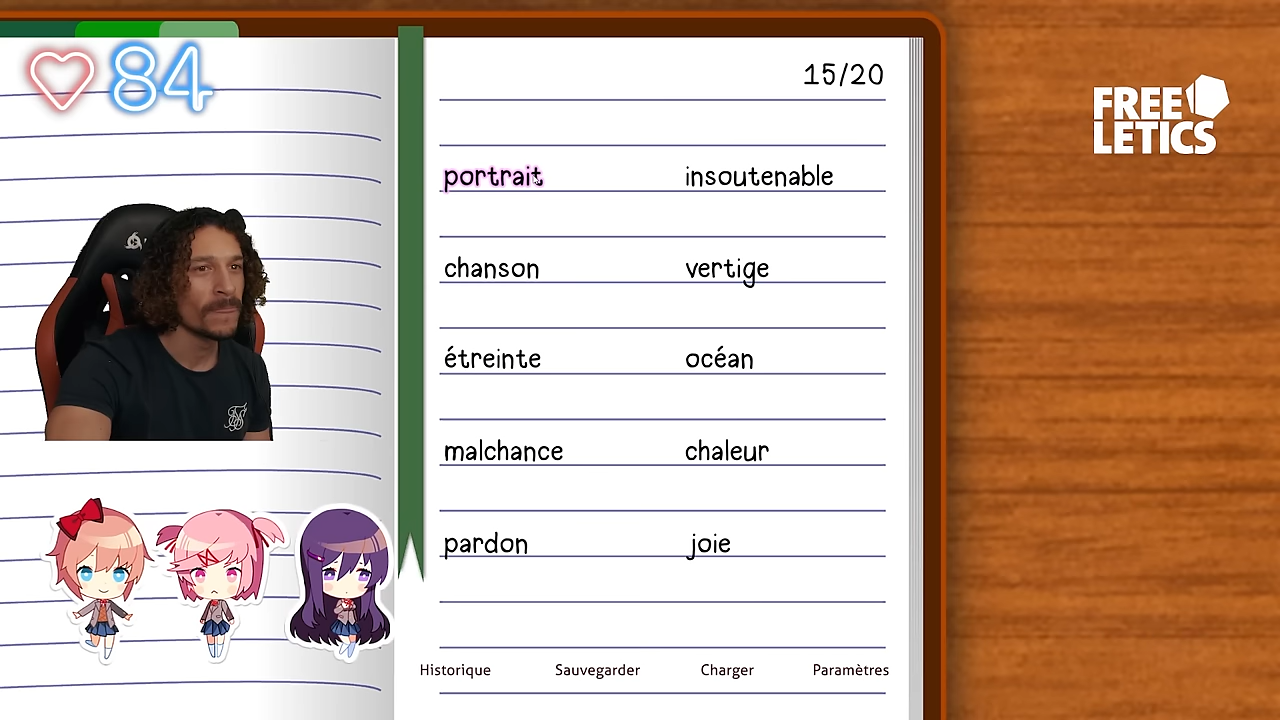 84
15/20
FREE
LETICS
portrait insoutenable
chanson vertige
étreinte océan
malchance chaleur
pardon joie
Historique Sauvegarder Charger Paramètres